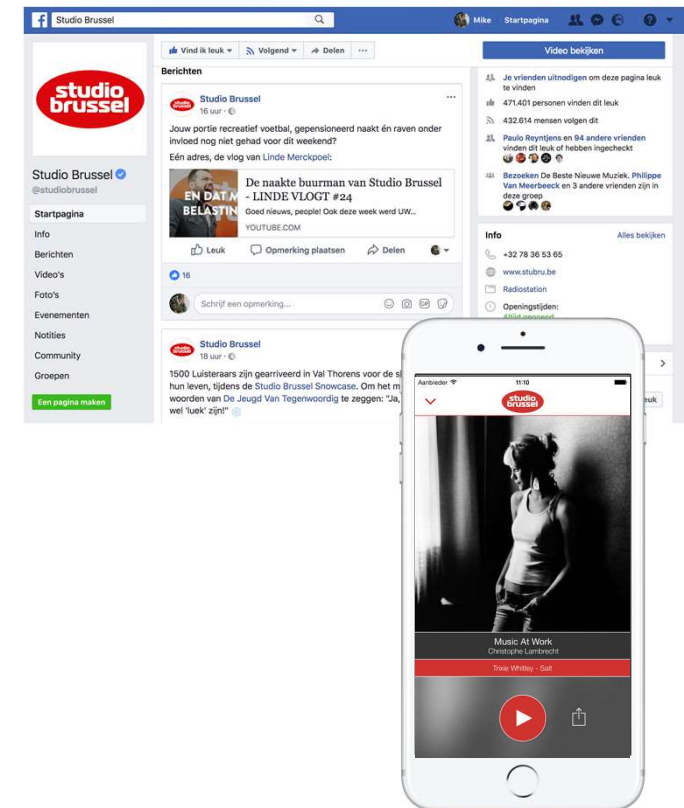 Studio Brussel
Mike Startpagina
studio
brussel
Studio Brussel
@studiobrussel
Startpagina
Info
Berichten
Video's
Foto's
Evenementen
Notities
Community
Groepen
Een pagina maken
Vind ik leuk Volgend Delen
Berichten
Studio Brussel
16 uur
Jouw portie recreatief voetbal, gepensioneerd naakt én raven onder
invloed nog niet gehad voor dit weekend?
Eén adres, de vlog van Linde Merckpoel:
EN DAT M
BELASTIN
De naakte buurman van Studio Brussel
- LINDE VLOGT #24
Goed nieuws, people! Ook deze week werd UW...
YOUTUBE.COM
Leuk Opmerking plaatsen Delen
16
Schrijf een opmerking...
GIF
Studio Brussel
18 uur
1500 Luisteraars zijn gearriveerd in Val Thorens voor de s
hun leven, tijdens de Studio Brussel Snowcase. Om het m
woorden van De Jeugd Van Tegenwoordig te zeggen: "Ja,
wel 'luek' zijn!"
Video bekijken
Je vrienden uitnodigen om deze pagina leuk
te vinden
471.401 personen vinden dit leuk
432.614 mensen volgen dit
Paulo Reyntjens en 94 andere vrienden
vinden dit leuk of hebben ingecheckt
Bezoeken De Beste Nieuwe Muziek. Philippe
Van Meerbeeck en 3 andere vrienden zijn in
deze groep
Info Alles bekijken
+32 78 36 53 65
www.stubru.be
Radiostation
Openingstijden:
Altijd geopend
euk
Aanbieder 11:10
studio
brussel
Music At Work
Christophe Lambrecht
Trixie Whitley - Salt